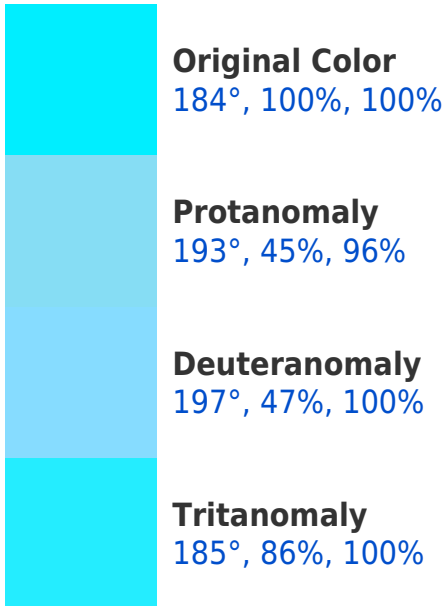 Original Color
184°, 100%, 100%
Protanomaly
193°, 45%, 96%
Deuteranomaly
197°, 47%, 100%
Tritanomaly
185°, 86%, 100%